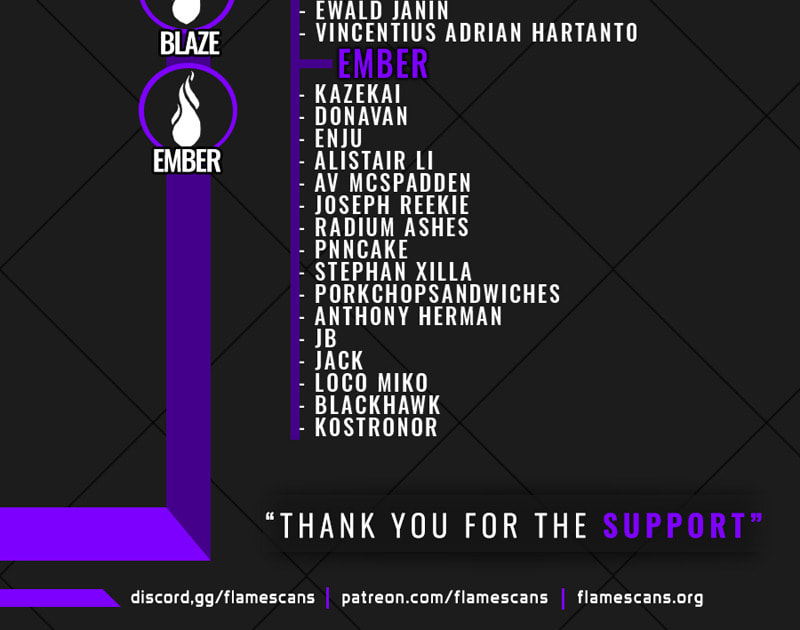 BLAZE
EMBER
- EWALD JANIN
- VINCENTIUS ADRIAN HARTANTO
EMBER
- KAZEKAI
- DONAVAN
- ENJU
- ALISTAIR LI
- AV MCSPADDEN
- JOSEPH REEKIE
- RADIUM ASHES
- PNNCAKE
- STEPHAN XILLA
- PORKCHOPSANDWICHES
- ANTHONY HERMAN
- JB
- JACK
- LOCO MIKO
- BLACKHAWK
- KOSTRONOR
“THANK YOU FOR THE SUPPORT”
discord,gg/flamescans | patreon.com/flamescans | flamescans.org